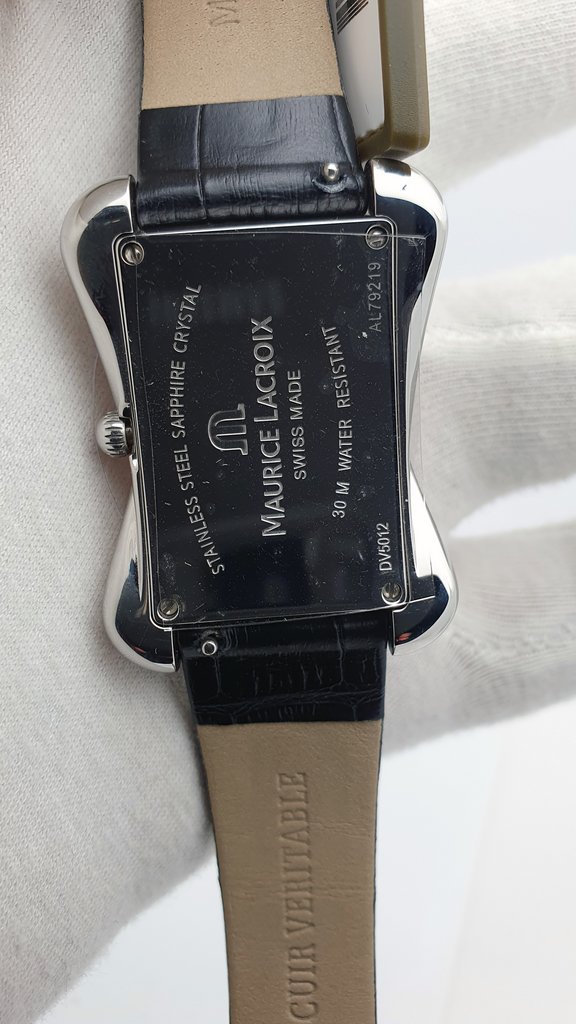 STAINLESS STEEL SAPPHIRE CRYSTAL
MAURICE LACROIX
SWISS MADE
30 M WATER RESISTANT
AL79219
DV5012
CUIR VERITABLE